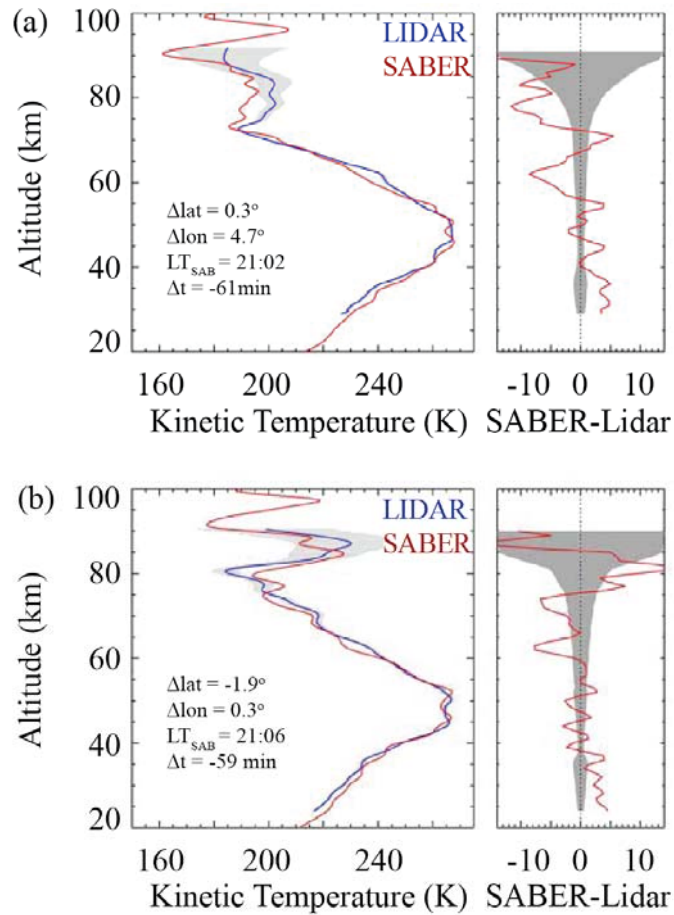 (a)
100
80
60
40
20
Altitude (km)
LIDAR
SABER
Δlat = 0.3°
Δlon = 4.7°
LT_SAB = 21:02
Δt = -61min
160 200 240
Kinetic Temperature (K)
-10 0 10
SABER-Lidar
(b)
100
80
60
40
20
Altitude (km)
LIDAR
SABER
Δlat = -1.9°
Δlon = 0.3°
LT_SAB = 21:06
Δt = -59 min
160 200 240
Kinetic Temperature (K)
-10 0 10
SABER-Lidar